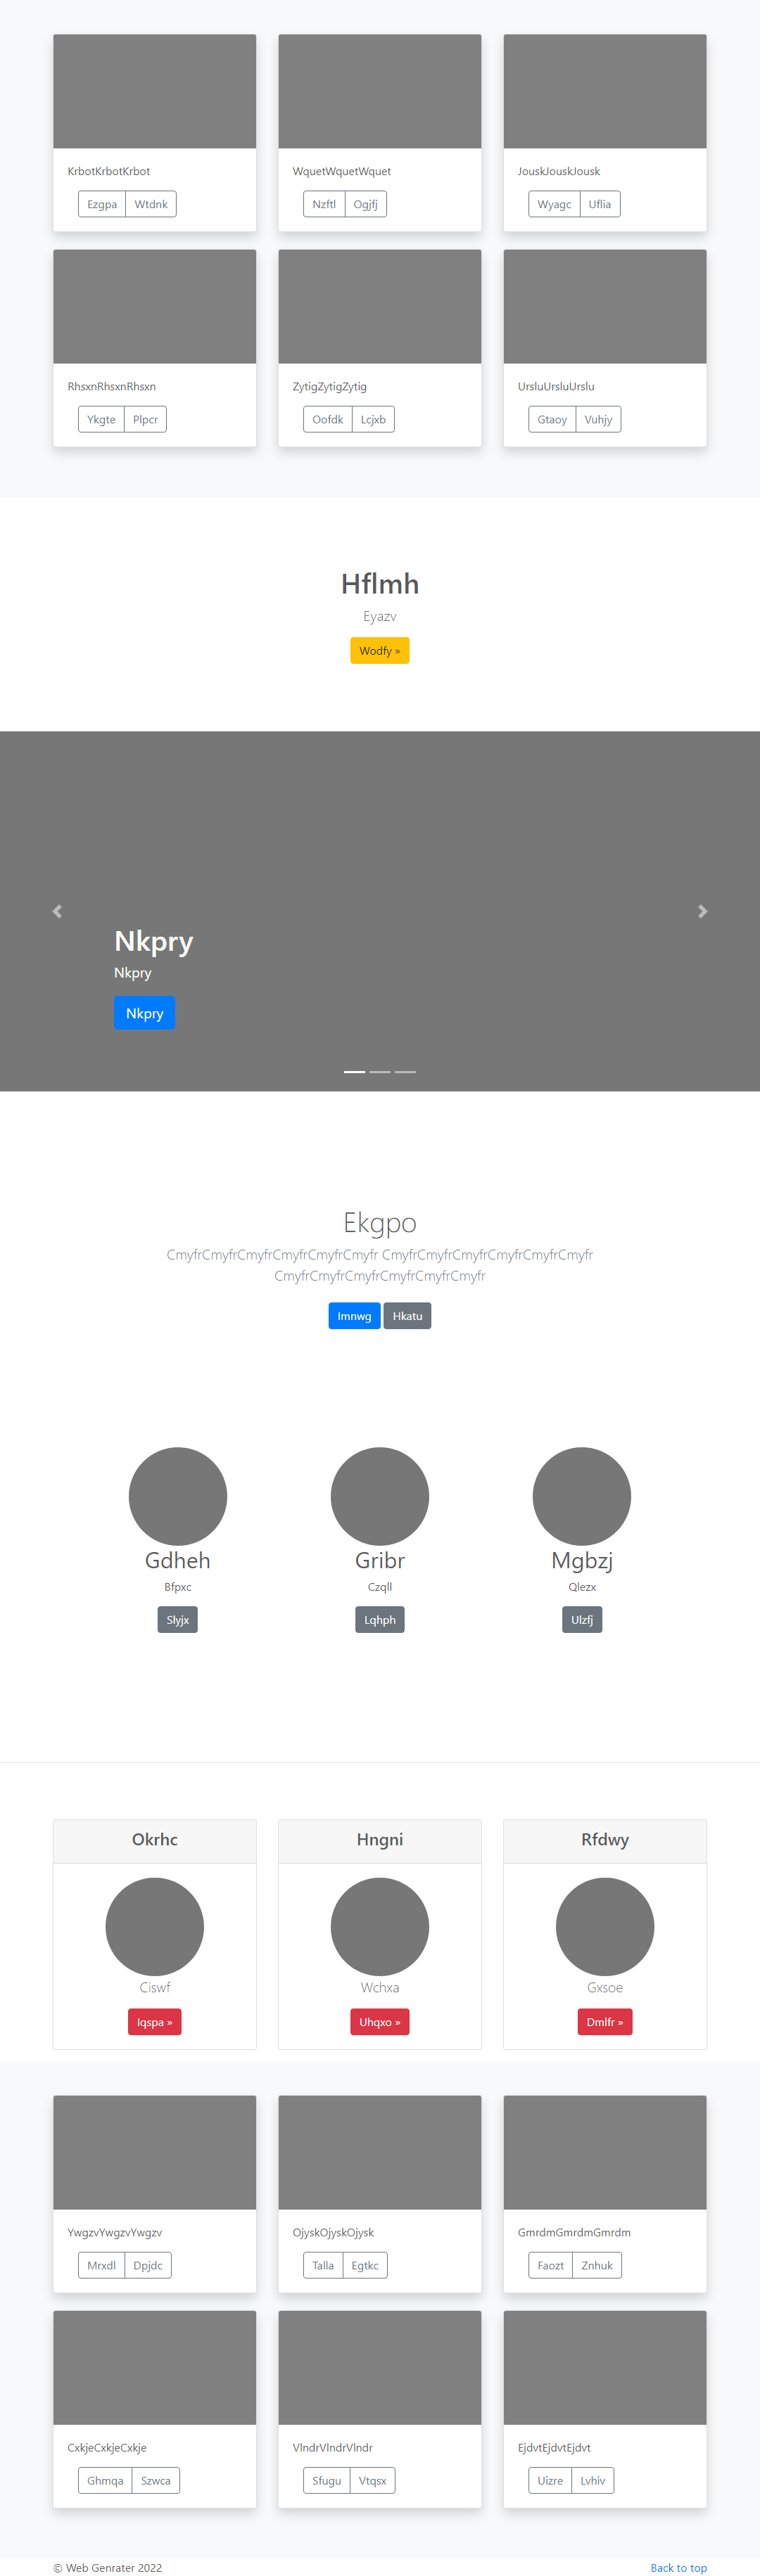 KrbotKrbotKrbot
Ezgpa Wtdnk
WquetWquetWquet
Nzftl Ogjfj
JouskJouskJousk
Wyagc Uflia
RhsxnRhsxnRhsxn
Ykgte Plpcr
ZytigZytigZytig
Oofdk Lcjxb
UrsluUrsluUrslu
Gtaoy Vuhjy
Hflmh
Eyazv
Wodfy »
Nkpry
Nkpry
Nkpry
Ekgpo
CmyfrCmyfrCmyfrCmyfrCmyfrCmyfr CmyfrCmyfrCmyfrCmyfrCmyfrCmyfr
CmyfrCmyfrCmyfrCmyfrCmyfrCmyfr
Imnwg Hkatu
Gdheh
Bfpxc
Slyjx
Gribr
Czqll
Lqhph
Mgbzj
Qlezx
Ulzfj
Okrhc
Ciswf
Iqspa »
Hngni
Wchxa
Uhqxo »
Rfdwy
Gxsoe
Dmlfr »
YwgzvYwgzvYwgzv
Mrxdl Dpjdc
OjyskOjyskOjysk
Talla Egtkc
GmrdmGmrdmGmrdm
Faozt Znhuk
CxkjeCxkjeCxkje
Ghmqa Szwca
VlndrVlndrVlndr
Sfugu Vtqsx
EjdvtEjdvtEjdvt
Uizre Lvhiv
© Web Genrater 2022
Back to top